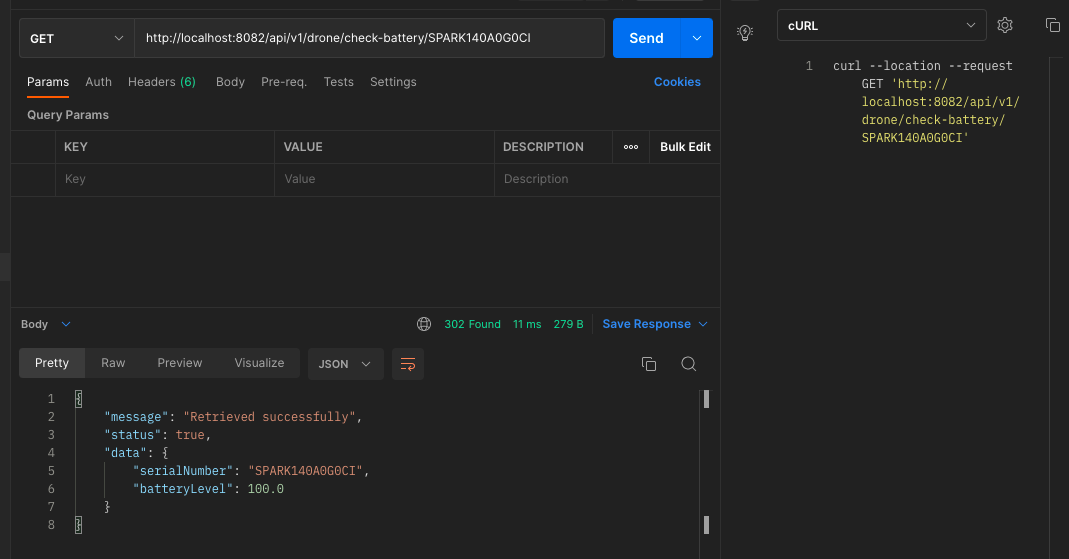 GET
http://localhost:8082/api/v1/drone/check-battery/SPARK140A0G0CI
Send
Params Auth Headers (6) Body Pre-req. Tests Settings Cookies
Query Params
KEY VALUE DESCRIPTION Bulk Edit
Key Value Description
Body 302 Found 11 ms 279 B Save Response
Pretty Raw Preview Visualize JSON
1 {
2 "message": "Retrieved successfully",
3 "status": true,
4 "data": {
5 "serialNumber": "SPARK140A0G0CI",
6 "batteryLevel": 100.0
7 }
8 }
cURL
1 curl --location --request
GET 'http://
localhost:8082/api/v1/
drone/check-battery/
SPARK140A0G0CI'